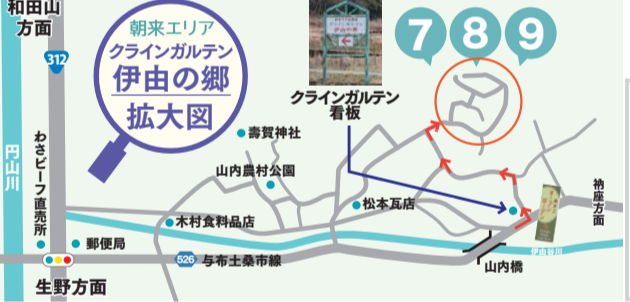 和田山
方面
312
朝来エリア
クラインガルテン
伊由の郷
拡大図
クラインガルテン
看板
7 8 9
円山川
わさビーフ直売所
壽賀神社
山内農村公園
松本瓦店
木村食料品店
郵便局
衲座方面
伊由谷川
526
与布土桑市線
山内橋
生野方面